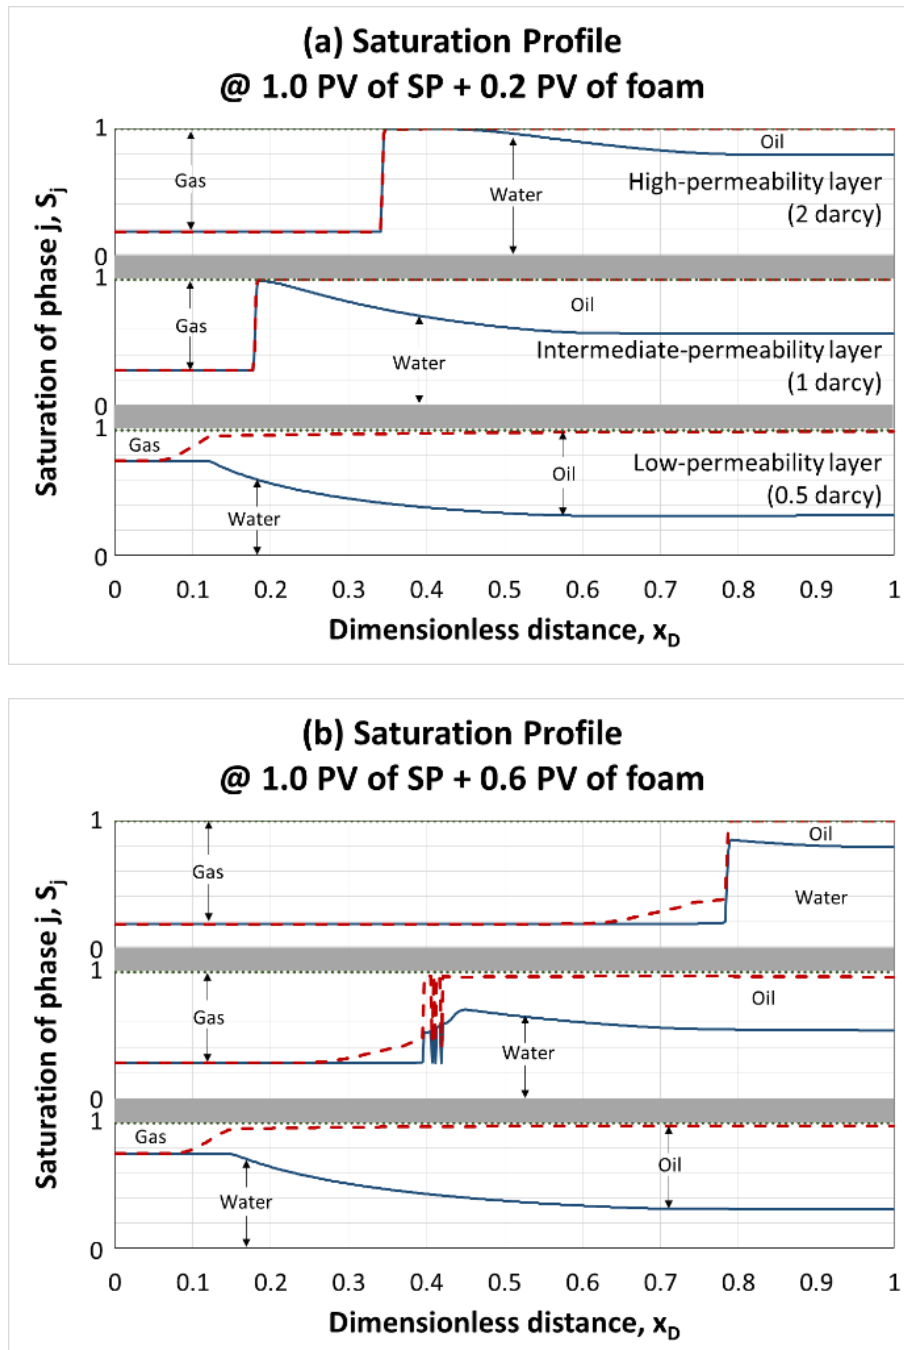 (a) Saturation Profile
@ 1.0 PV of SP + 0.2 PV of foam
Saturation of phase j, Sj
1
Gas
Water
Oil
High-permeability layer
(2 darcy)
0
1
Gas
Oil
Water
Intermediate-permeability layer
(1 darcy)
0
1
Gas
Oil
Low-permeability layer
(0.5 darcy)
Water
0
0 0.1 0.2 0.3 0.4 0.5 0.6 0.7 0.8 0.9 1
Dimensionless distance, xD
(b) Saturation Profile
@ 1.0 PV of SP + 0.6 PV of foam
Saturation of phase j, Sj
1
Gas
Oil
Water
0
1
Gas
Oil
Water
0
1
Gas
Oil
Water
0
0 0.1 0.2 0.3 0.4 0.5 0.6 0.7 0.8 0.9 1
Dimensionless distance, xD